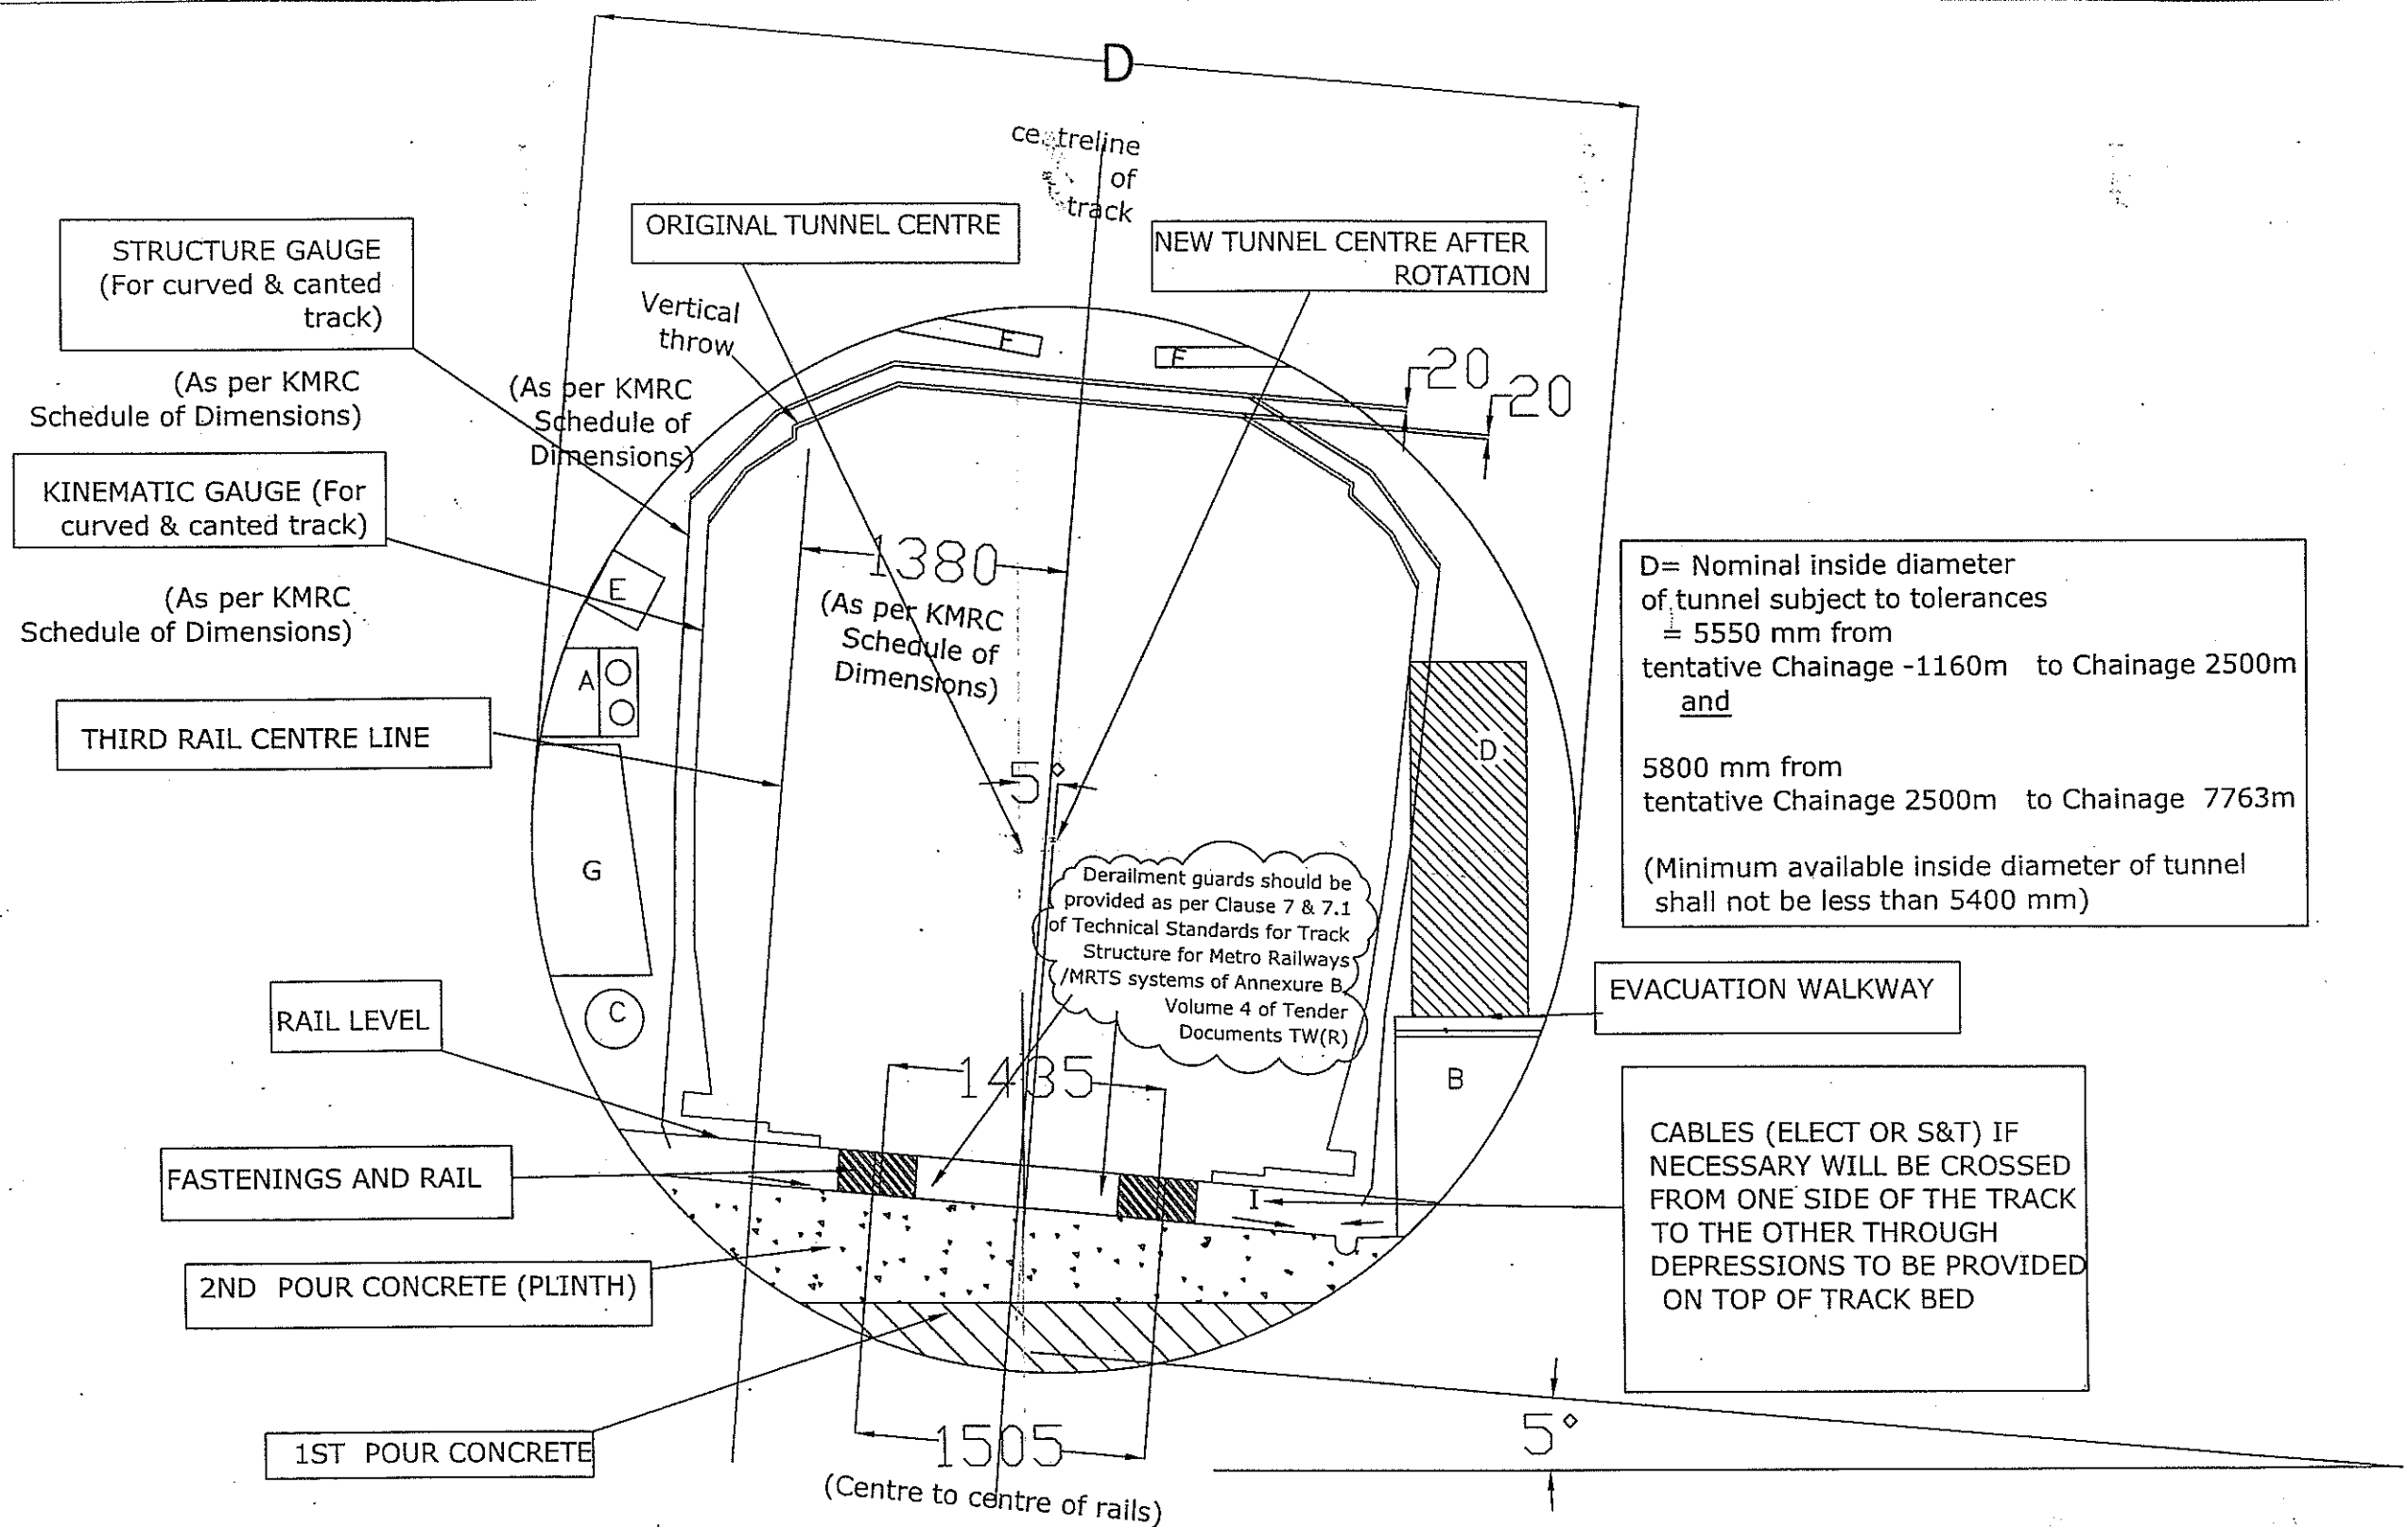 D
centreline
of
track
ORIGINAL TUNNEL CENTRE
NEW TUNNEL CENTRE AFTER
ROTATION
STRUCTURE GAUGE
(For curved & canted
track)
(As per KMRC
Schedule of Dimensions)
Vertical
throw
(As per KMRC
Schedule of
Dimensions)
F
F
20
20
KINEMATIC GAUGE (For
curved & canted track)
(As per KMRC
Schedule of Dimensions)
1380
(As per KMRC
Schedule of
Dimensions)
E
A
D
G
C
B
I
5°
THIRD RAIL CENTRE LINE
D= Nominal inside diameter
of tunnel subject to tolerances
= 5550 mm from
tentative Chainage -1160m to Chainage 2500m
and
5800 mm from
tentative Chainage 2500m to Chainage 7763m
(Minimum available inside diameter of tunnel
shall not be less than 5400 mm)
Derailment guards should be
provided as per Clause 7 & 7.1
of Technical Standards for Track
Structure for Metro Railways
/MRTS systems of Annexure B,
Volume 4 of Tender
Documents TW(R)
EVACUATION WALKWAY
RAIL LEVEL
1435
FASTENINGS AND RAIL
CABLES (ELECT OR S&T) IF
NECESSARY WILL BE CROSSED
FROM ONE SIDE OF THE TRACK
TO THE OTHER THROUGH
DEPRESSIONS TO BE PROVIDED
ON TOP OF TRACK BED
2ND POUR CONCRETE (PLINTH)
1ST POUR CONCRETE
1505
(Centre to centre of rails)
5°